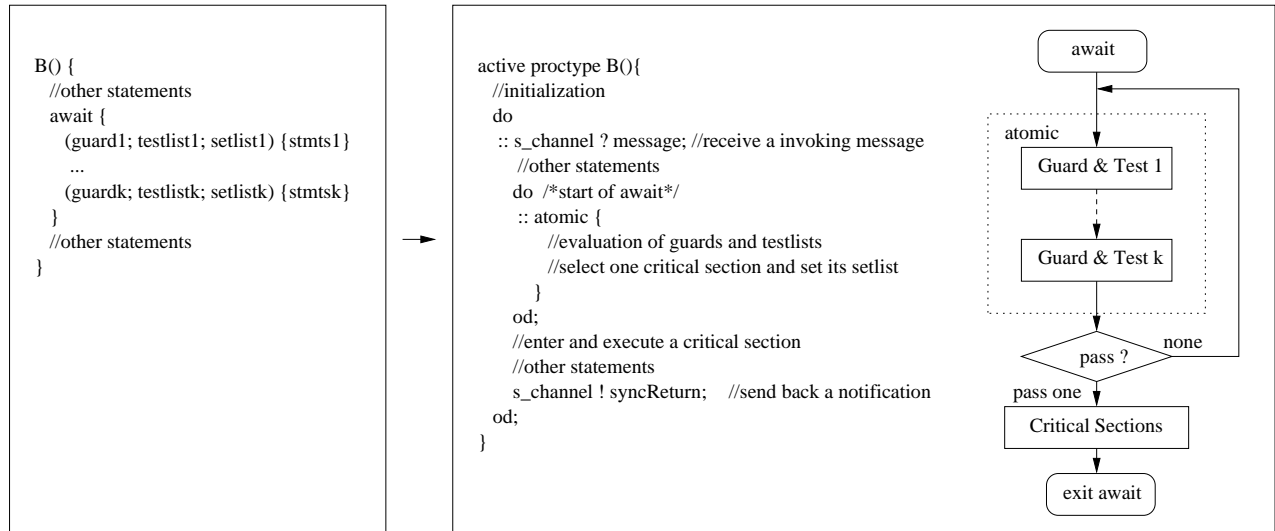 B() {
//other statements
await {
(guard1; testlist1; setlist1) {stmts1}
...
(guardk; testlistk; setlistk) {stmtsk}
}
//other statements
}
active proctype B(){
//initialization
do
:: s_channel ? message; //receive a invoking message
//other statements
do /*start of await*/
:: atomic {
//evaluation of guards and testlists
//select one critical section and set its setlist
}
od;
//enter and execute a critical section
//other statements
s_channel ! syncReturn; //send back a notification
od;
}
await
atomic
Guard & Test 1
Guard & Test k
pass ?
none
pass one
Critical Sections
exit await